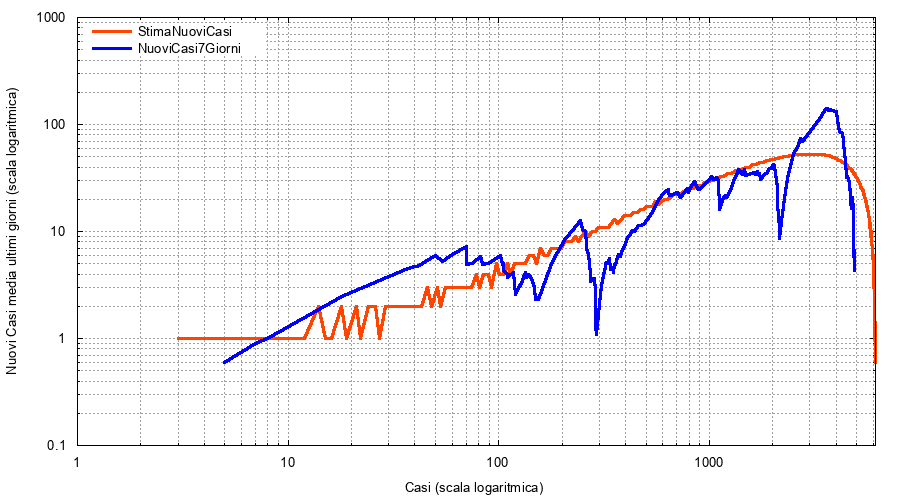 1000
StimaNuoviCasi
NuoviCasi7Giorni
100
Nuovi Casi media ultimi giorni (scala logaritmica)
10
1
0.1
1 10 100 1000
Casi (scala logaritmica)